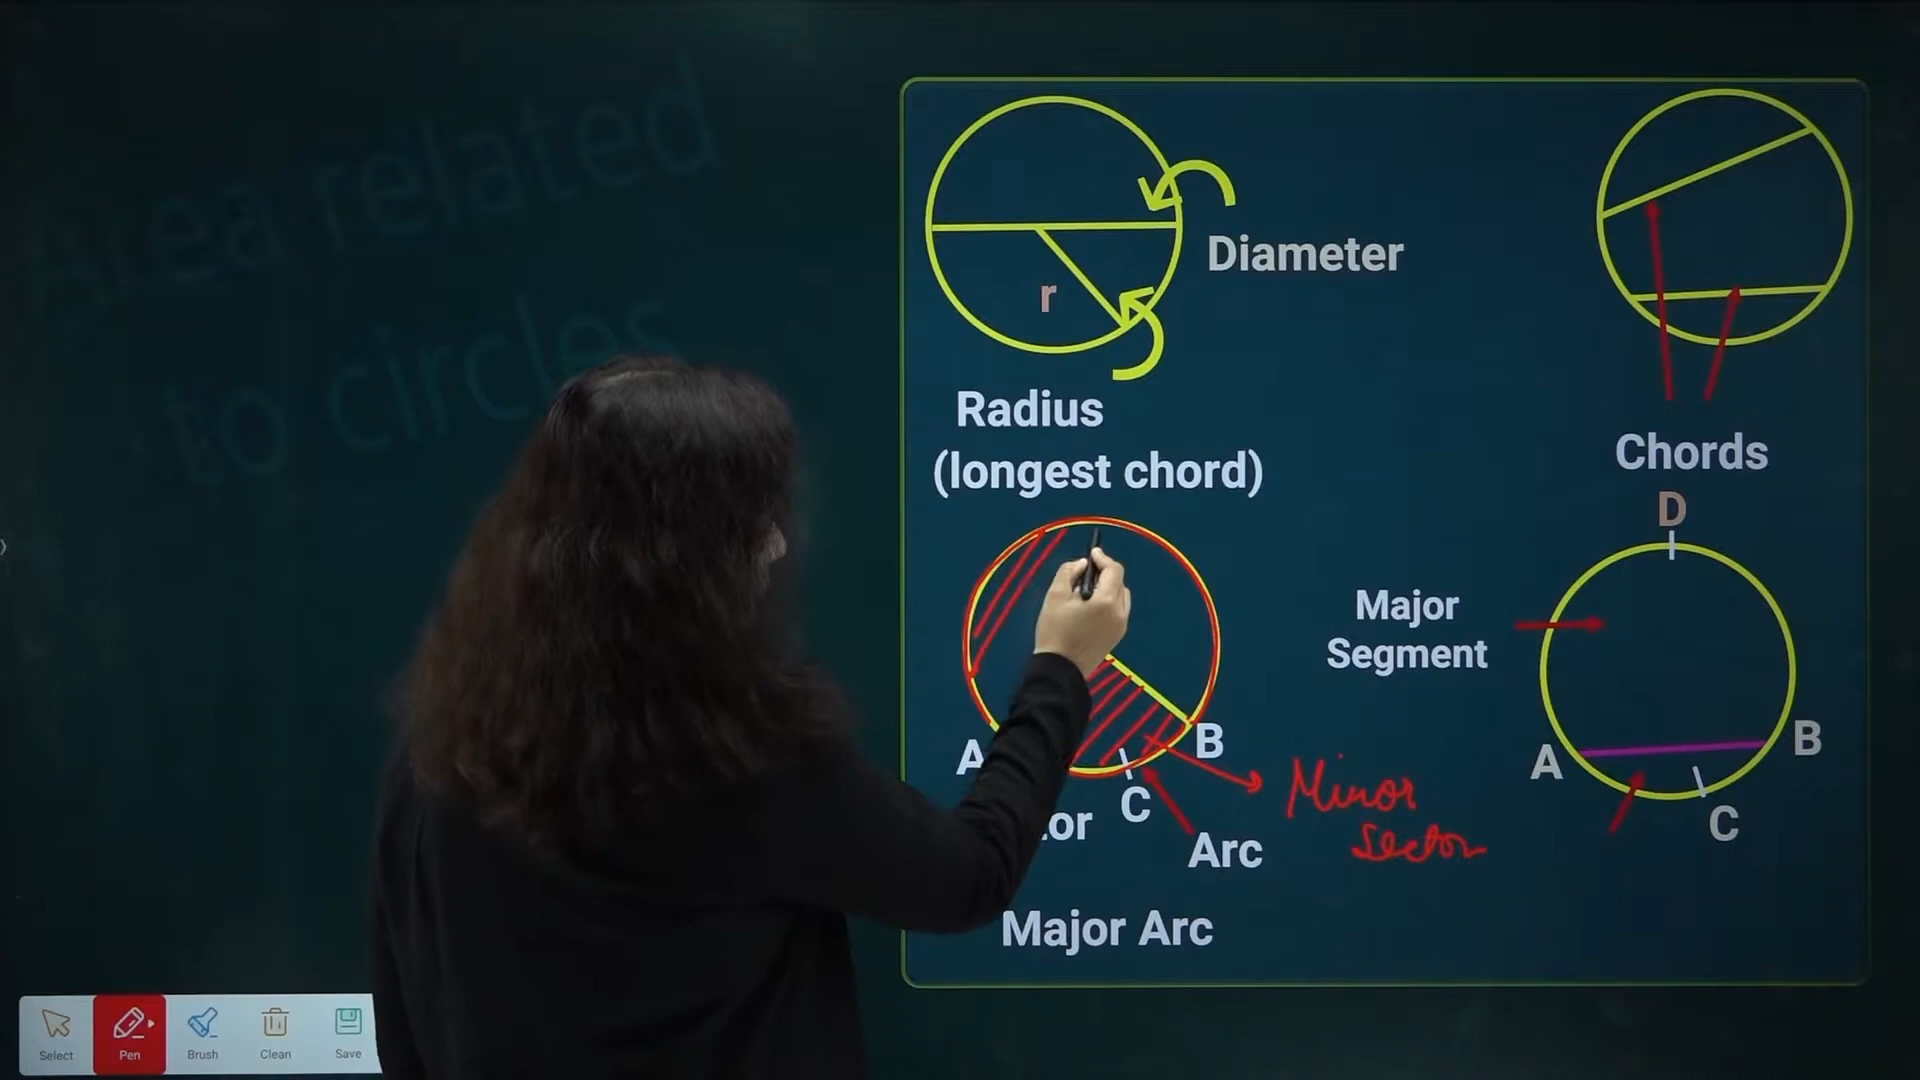 Area related
to circles
r
Diameter
Radius
(longest chord)
Chords
D
Major
Segment
A
B
C
Arc
Minor
Sector
Major Arc
A
B
C
Select
Pen
Brush
Clean
Save